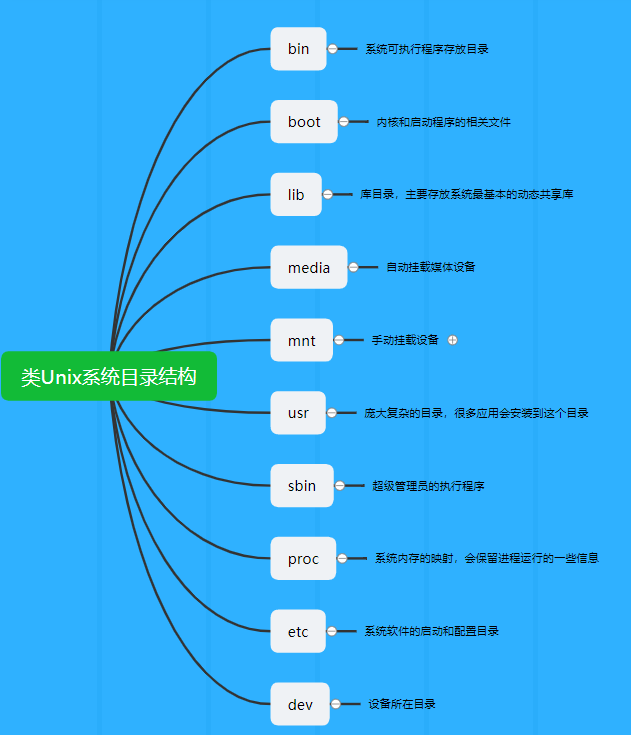 bin
系统可执行程序存放目录
boot
内核和启动程序的相关文件
lib
库目录，主要存放系统最基本的动态共享库
media
自动挂载媒体设备
mnt
手动挂载设备
类Unix系统目录结构
usr
庞大复杂的目录，很多应用会安装到这个目录
sbin
超级管理员的执行程序
proc
系统内存的映射，会保留进程运行的一些信息
etc
系统软件的启动和配置目录
dev
设备所在目录